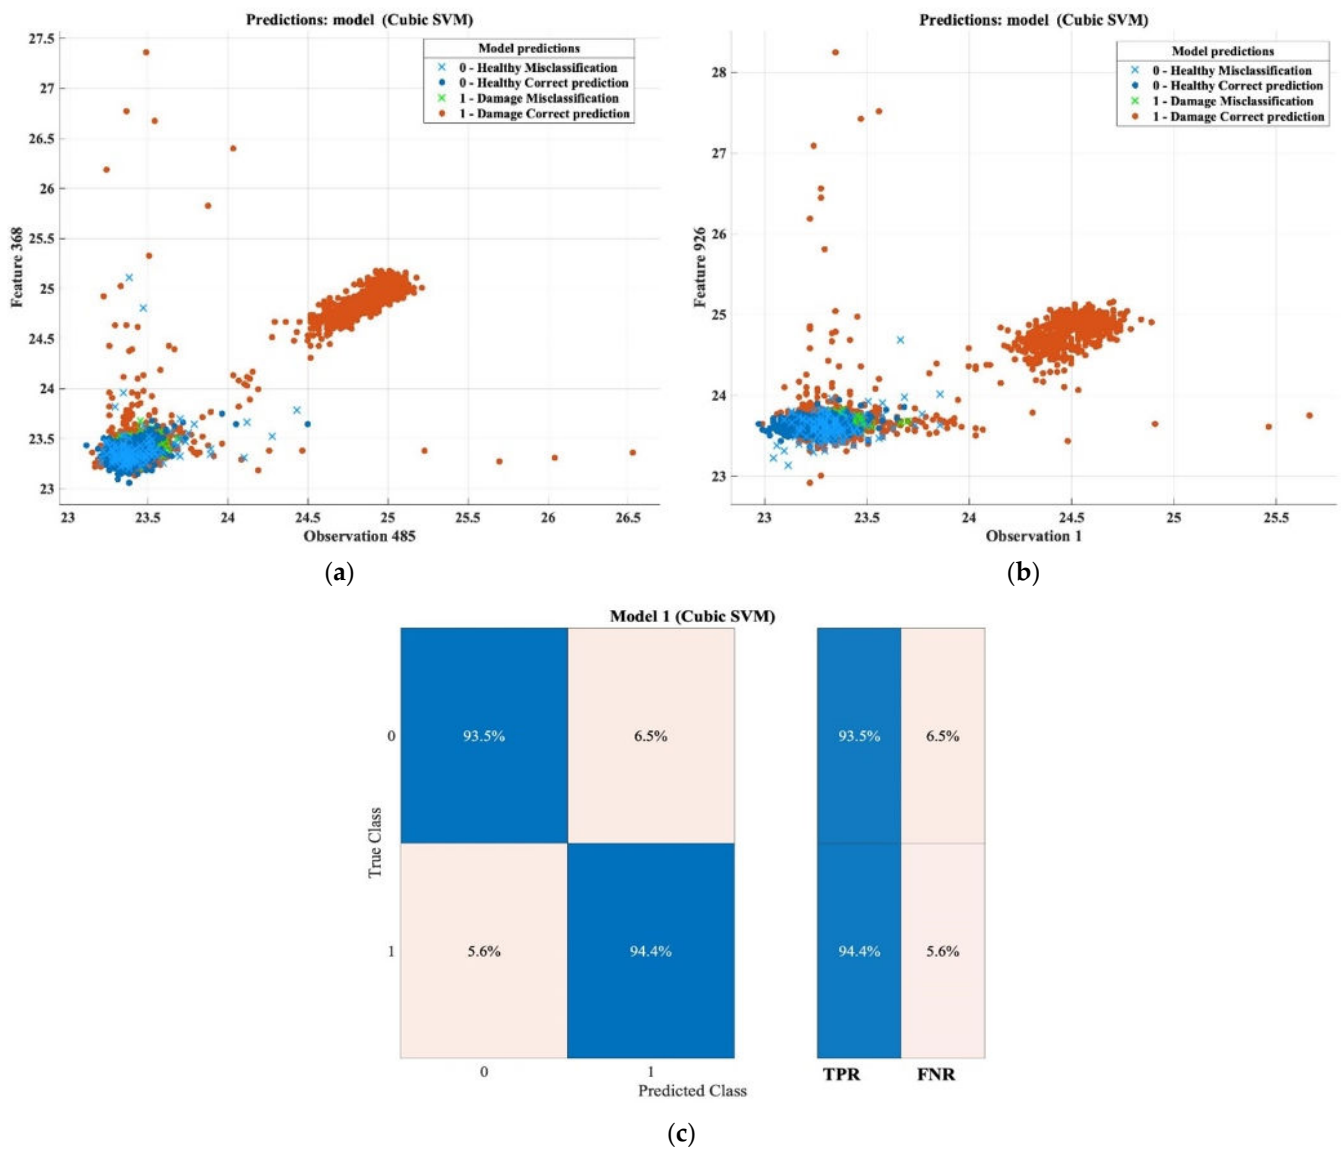 Predictions: model (Cubic SVM)
27.5
27
26.5
26
25.5
25
24.5
24
23.5
23
Feature 368
Model predictions
0 - Healthy Misclassification
0 - Healthy Correct prediction
1 - Damage Misclassification
1 - Damage Correct prediction
23 23.5 24 24.5 25 25.5 26 26.5
Observation 485
(a)
Predictions: model (Cubic SVM)
28
27
26
25
24
23
Feature 926
Model predictions
0 - Healthy Misclassification
0 - Healthy Correct prediction
1 - Damage Misclassification
1 - Damage Correct prediction
23 23.5 24 24.5 25 25.5
Observation 1
(b)
Model 1 (Cubic SVM)
0 93.5% 6.5% 93.5% 6.5%
True Class
1 5.6% 94.4% 94.4% 5.6%
0 1 TPR FNR
Predicted Class
(c)